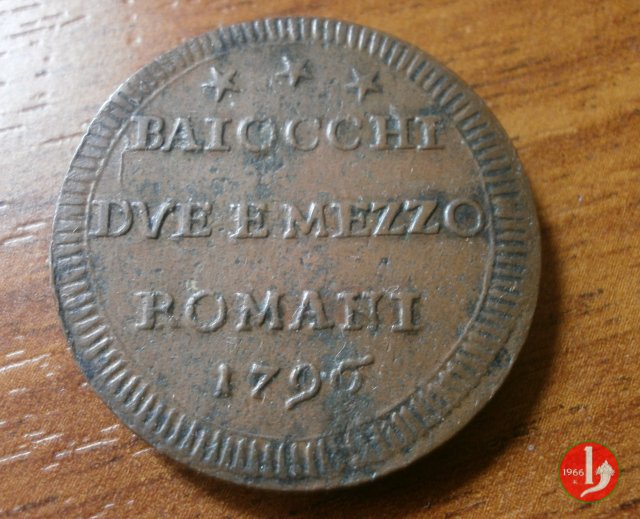 BAIOCCHI
DVE E MEZZO
ROMANI
1796
1966